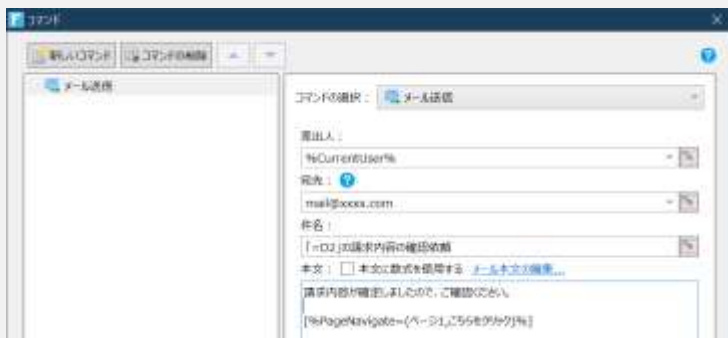 コマンド
新しいコマンド コマンドの削除
メール送信
コマンドの選択： メール送信
差出人：
%CurrentUser%
宛先：
mail@xxxx.com
件名：
「=D2」の請求内容の確認依頼
本文： 本文に数式を使用する メール本文の編集...
請求内容が確定しましたので、ご確認ください。
[%PageNavigate=(ページ1,こちらをクリック)%]